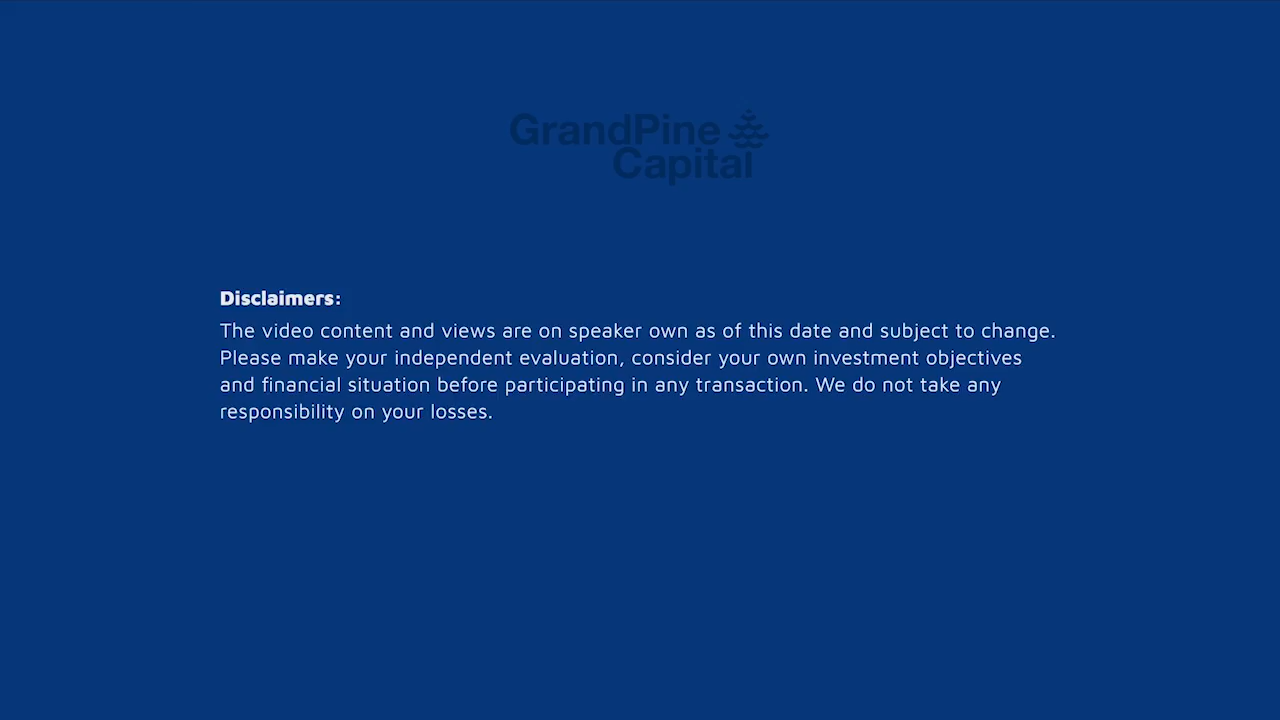 GrandPine
Capital
Disclaimers:
The video content and views are on speaker own as of this date and subject to change.
Please make your independent evaluation, consider your own investment objectives
and financial situation before participating in any transaction. We do not take any
responsibility on your losses.